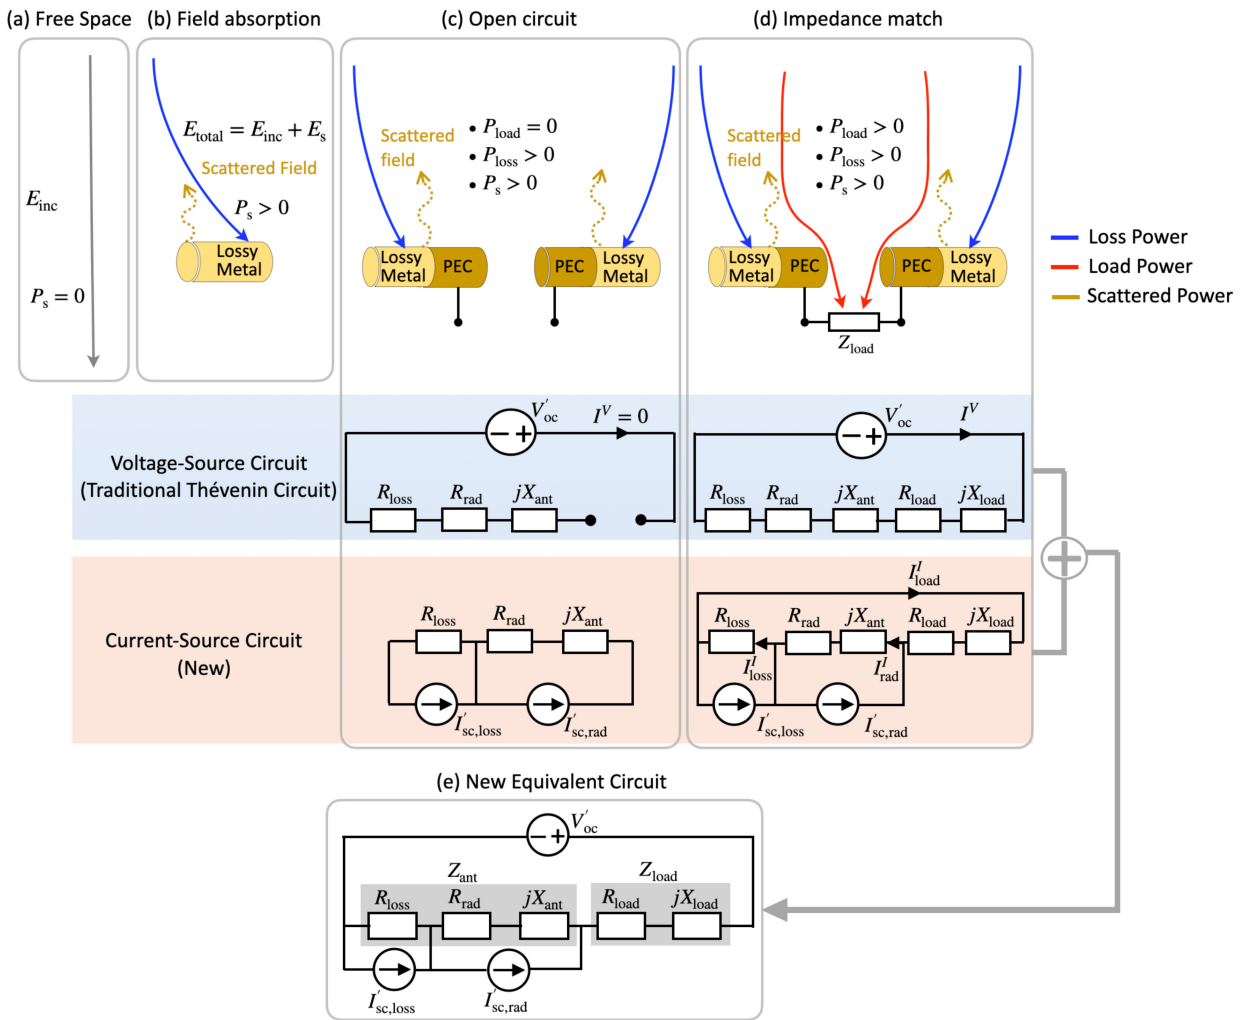 (a) Free Space
(b) Field absorption
(c) Open circuit
(d) Impedance match
E_inc
P_s = 0
E_total = E_inc + E_s
Scattered Field
P_s > 0
Lossy
Metal
Scattered
field
• P_load = 0
• P_loss > 0
• P_s > 0
Lossy
Metal
PEC
PEC
Lossy
Metal
Scattered
field
• P_load > 0
• P_loss > 0
• P_s > 0
Lossy
Metal
PEC
PEC
Lossy
Metal
Z_load
Loss Power
Load Power
Scattered Power
Voltage-Source Circuit
(Traditional Thévenin Circuit)
V'_oc
I^V = 0
− +
R_loss
R_rad
jX_ant
V'_oc
I^V
− +
R_loss
R_rad
jX_ant
R_load
jX_load
Current-Source Circuit
(New)
R_loss
R_rad
jX_ant
I'_sc,loss
I'_sc,rad
I^I_load
R_loss
R_rad
jX_ant
R_load
jX_load
I^I_loss
I^I_rad
I'_sc,loss
I'_sc,rad
(e) New Equivalent Circuit
V'_oc
− +
Z_ant
Z_load
R_loss
R_rad
jX_ant
R_load
jX_load
I'_sc,loss
I'_sc,rad